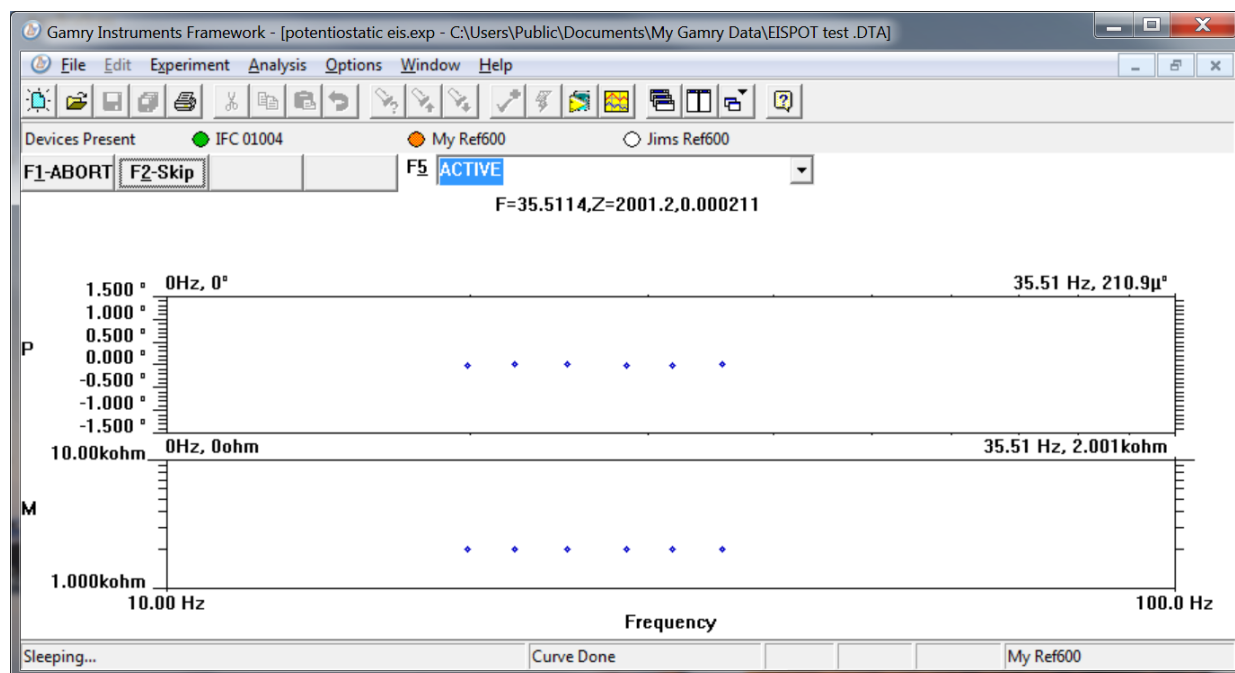 Gamry Instruments Framework - [potentiostatic eis.exp - C:\Users\Public\Documents\My Gamry Data\EISPOT test .DTA]
File Edit Experiment Analysis Options Window Help
Devices Present IFC 01004 My Ref600 Jims Ref600
F1-ABORT F2-Skip F5 ACTIVE
F=35.5114,Z=2001.2,0.000211
0Hz, 0° 35.51 Hz, 210.9µ°
1.500 °
1.000 °
0.500 °
P
0.000 °
-0.500 °
-1.000 °
-1.500 °
0Hz, 0ohm 35.51 Hz, 2.001kohm
10.00kohm
M
1.000kohm
10.00 Hz 100.0 Hz
Frequency
Sleeping... Curve Done My Ref600